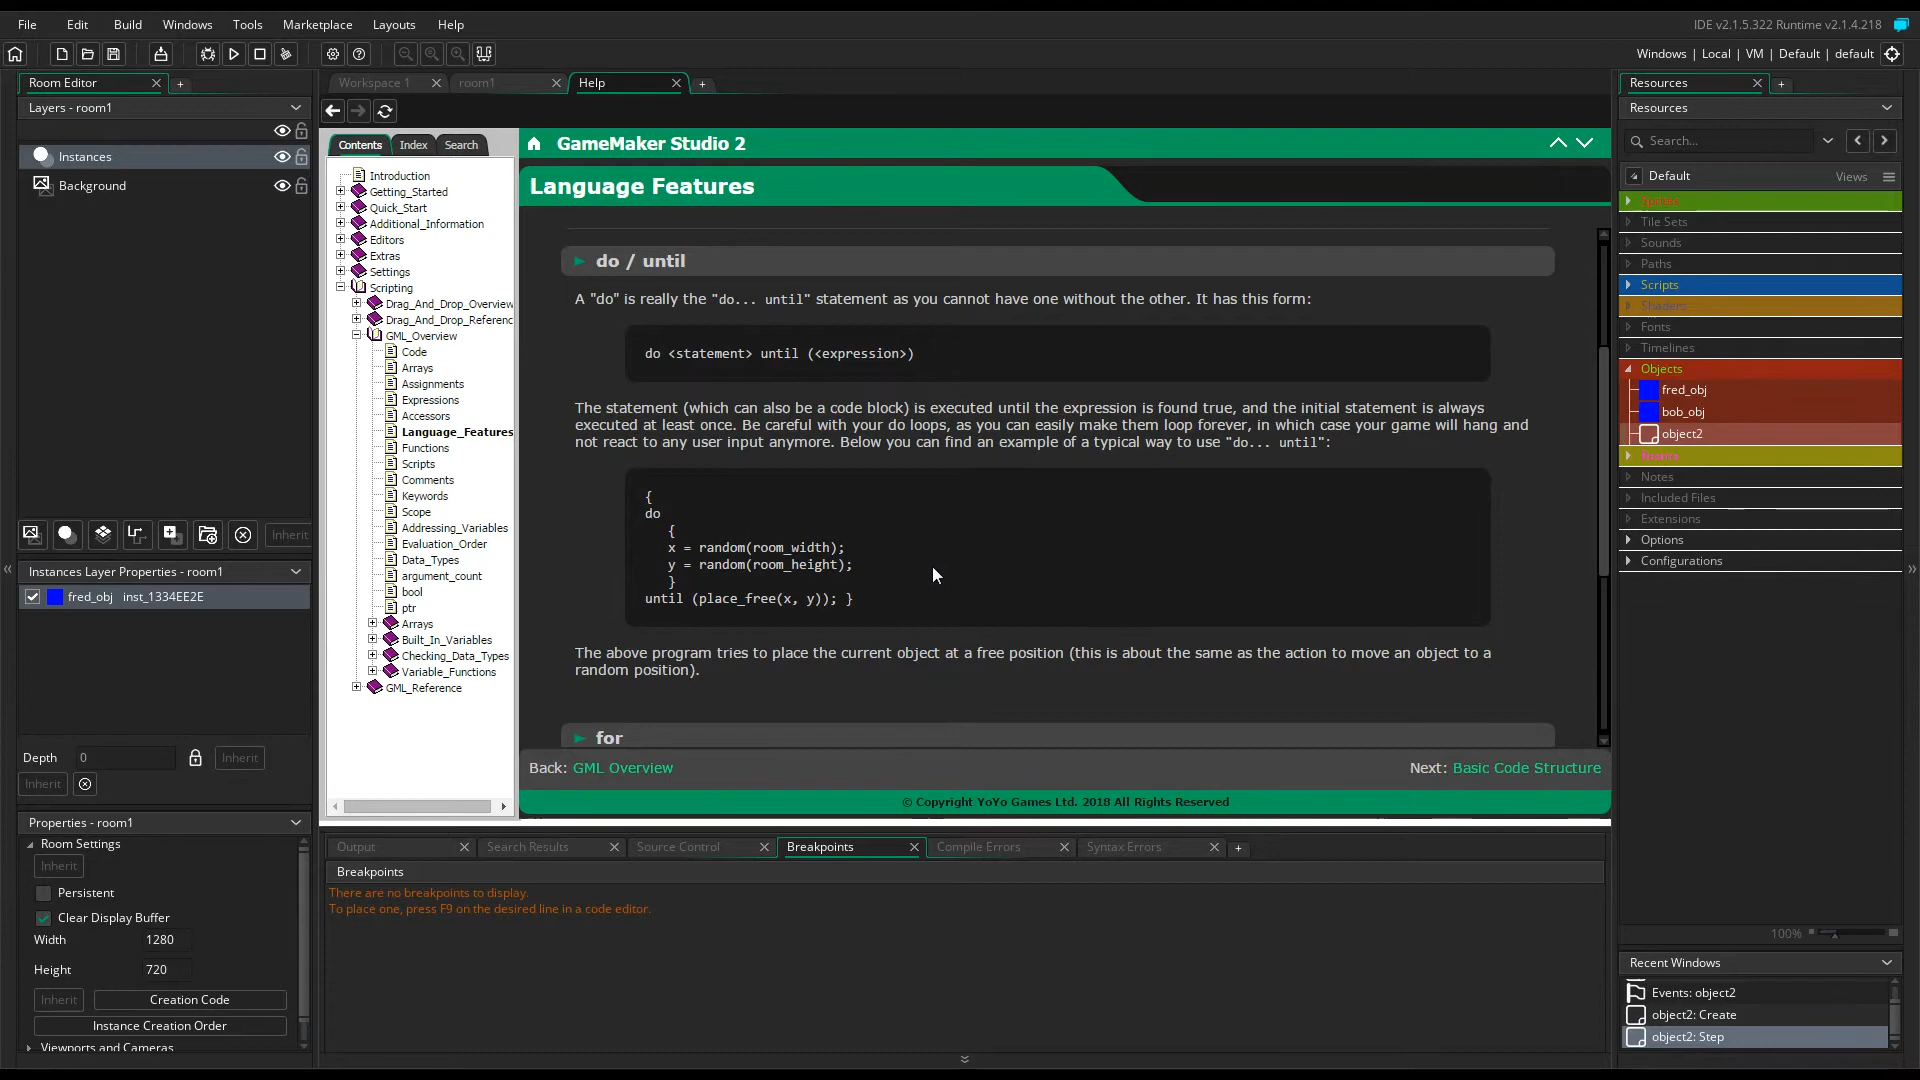 File Edit Build Windows Tools Marketplace Layouts Help
IDE v2.1.5.322 Runtime v2.1.4.218
Windows | Local | VM | Default | default
Room Editor
Workspace 1 room1 Help
Resources
Layers - room1
Resources
Instances
Background
Contents Index Search
GameMaker Studio 2
Search...
Default Views
Introduction
Getting_Started
Quick_Start
Additional_Information
Editors
Extras
Settings
Scripting
Drag_And_Drop_Overview
Drag_And_Drop_Referenc
GML_Overview
Code
Arrays
Assignments
Expressions
Accessors
Language_Features
Functions
Scripts
Comments
Keywords
Scope
Addressing_Variables
Evaluation_Order
Data_Types
argument_count
bool
ptr
Arrays
Built_In_Variables
Checking_Data_Types
Variable_Functions
GML_Reference
Language Features
do / until
A "do" is really the "do... until" statement as you cannot have one without the other. It has this form:
do <statement> until (<expression>)
The statement (which can also be a code block) is executed until the expression is found true, and the initial statement is always
executed at least once. Be careful with your do loops, as you can easily make them loop forever, in which case your game will hang and
not react to any user input anymore. Below you can find an example of a typical way to use "do... until":
{
do
{
x = random(room_width);
y = random(room_height);
}
until (place_free(x, y)); }
The above program tries to place the current object at a free position (this is about the same as the action to move an object to a
random position).
for
Back: GML Overview
Next: Basic Code Structure
© Copyright YoYo Games Ltd. 2018 All Rights Reserved
Sprites
Tile Sets
Sounds
Paths
Scripts
Shaders
Fonts
Timelines
Objects
fred_obj
bob_obj
object2
Rooms
Notes
Included Files
Extensions
Options
Configurations
100%
Inherit
Instances Layer Properties - room1
fred_obj inst_1334EE2E
Depth 0 Inherit
Inherit
Properties - room1
Room Settings
Inherit
Persistent
Clear Display Buffer
Width 1280
Height 720
Inherit Creation Code
Instance Creation Order
Viewports and Cameras
Output Search Results Source Control Breakpoints Compile Errors Syntax Errors
Breakpoints
There are no breakpoints to display.
To place one, press F9 on the desired line in a code editor.
Recent Windows
Events: object2
object2: Create
object2: Step